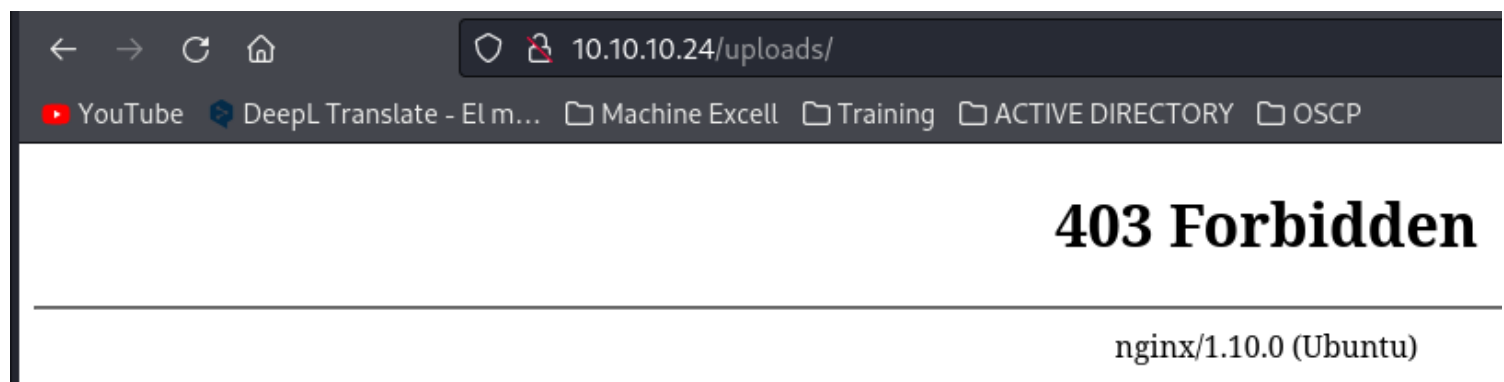 10.10.10.24/uploads/
YouTube DeepL Translate - El m... Machine Excell Training ACTIVE DIRECTORY OSCP
403 Forbidden
nginx/1.10.0 (Ubuntu)